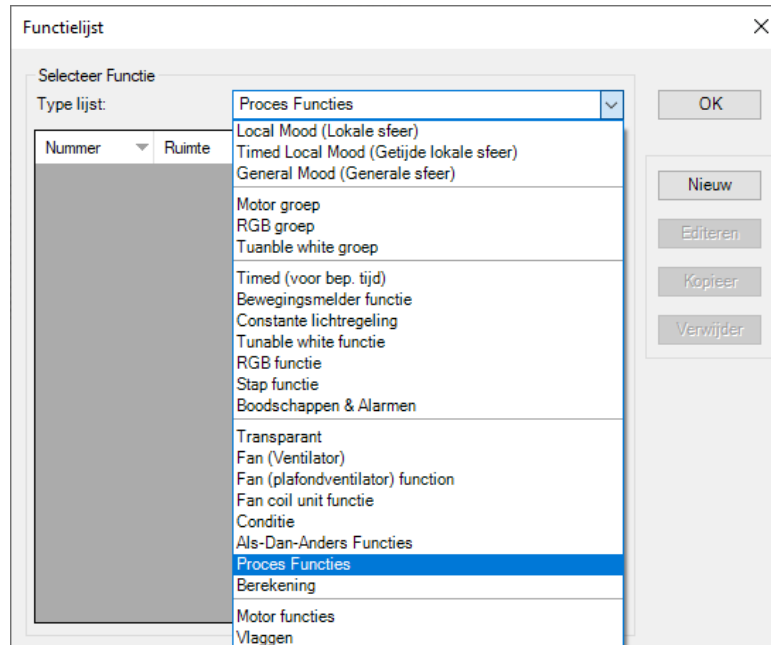 Functielijst
Selecteer Functie
Type lijst:
Proces Functies
OK
Nummer
Ruimte
Local Mood (Lokale sfeer)
Timed Local Mood (Getijde lokale sfeer)
General Mood (Generale sfeer)
Motor groep
RGB groep
Tuanble white groep
Timed (voor bep. tijd)
Bewegingsmelder functie
Constante lichtregeling
Tunable white functie
RGB functie
Stap functie
Boodschappen & Alarmen
Transparant
Fan (Ventilator)
Fan (plafondventilator) function
Fan coil unit functie
Conditie
Als-Dan-Anders Functies
Proces Functies
Berekening
Motor functies
Vlaggen
Nieuw
Editeren
Kopieer
Verwijder